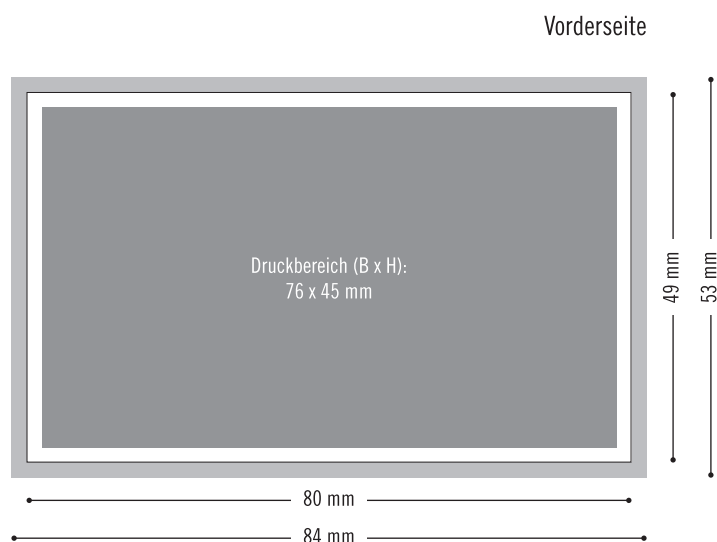 Vorderseite
Druckbereich (B x H):
76 x 45 mm
49 mm
53 mm
80 mm
84 mm